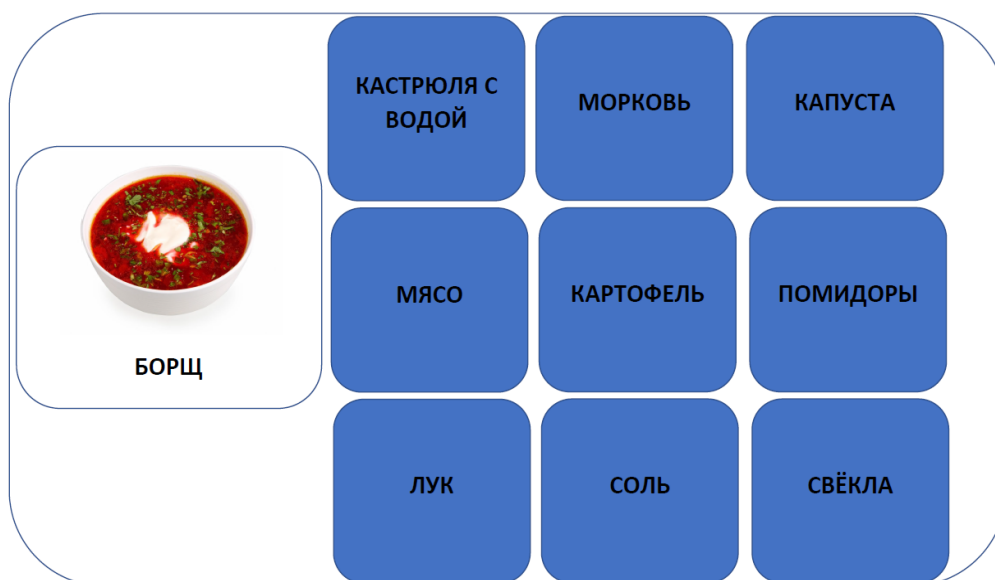 КАСТРЮЛЯ С
ВОДОЙ
МОРКОВЬ
КАПУСТА
БОРЩ
МЯСО
КАРТОФЕЛЬ
ПОМИДОРЫ
ЛУК
СОЛЬ
СВЁКЛА